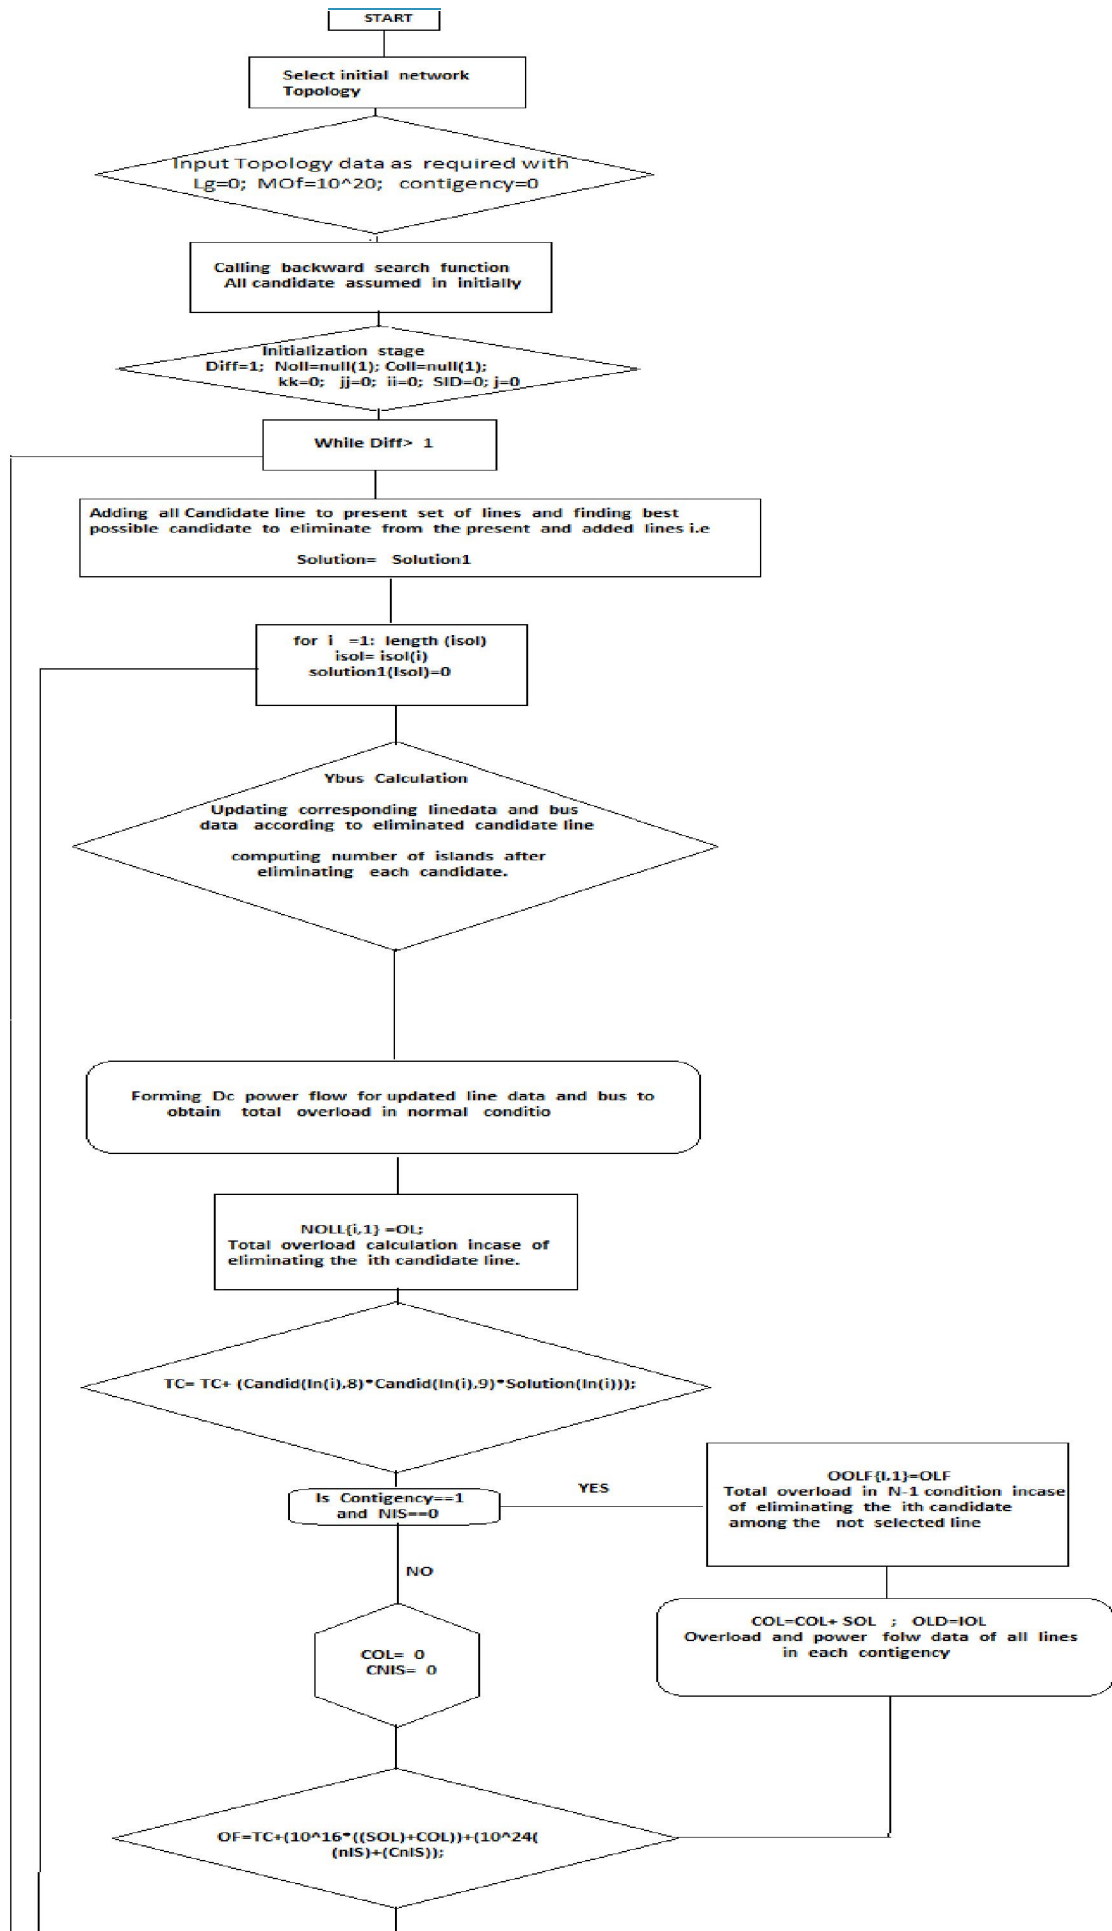 START
Select initial network
Topology
Input Topology data as required with
Lg=0; MOf=10^20; contigency=0
Calling backward search function
All candidate assumed in initially
Initialization stage
Diff=1; Noll=null(1); Coll=null(1);
kk=0; jj=0; ii=0; SID=0; j=0
While Diff> 1
Adding all Candidate line to present set of lines and finding best
possible candidate to eliminate from the present and added lines i.e
Solution= Solution1
for i =1: length (isol)
isol= isol(i)
solution1(Isol)=0
Ybus Calculation
Updating corresponding linedata and bus
data according to eliminated candidate line
computing number of islands after
eliminating each candidate.
Forming Dc power flow for updated line data and bus to
obtain total overload in normal conditio
NOLL{i,1} =OL;
Total overload calculation incase of
eliminating the ith candidate line.
TC= TC+ (Candid(In(i),8)*Candid(In(i),9)*Solution(In(i)));
Is Contigency==1
and NIS==0
YES
OOLF{I,1}=OLF
Total overload in N-1 condition incase
of eliminating the ith candidate
among the not selected line
NO
COL=COL+ SOL ; OLD=IOL
Overload and power folw data of all lines
in each contigency
COL= 0
CNIS= 0
OF=TC+(10^16*((SOL)+COL))+(10^24(
(nIS)+(CnIS));